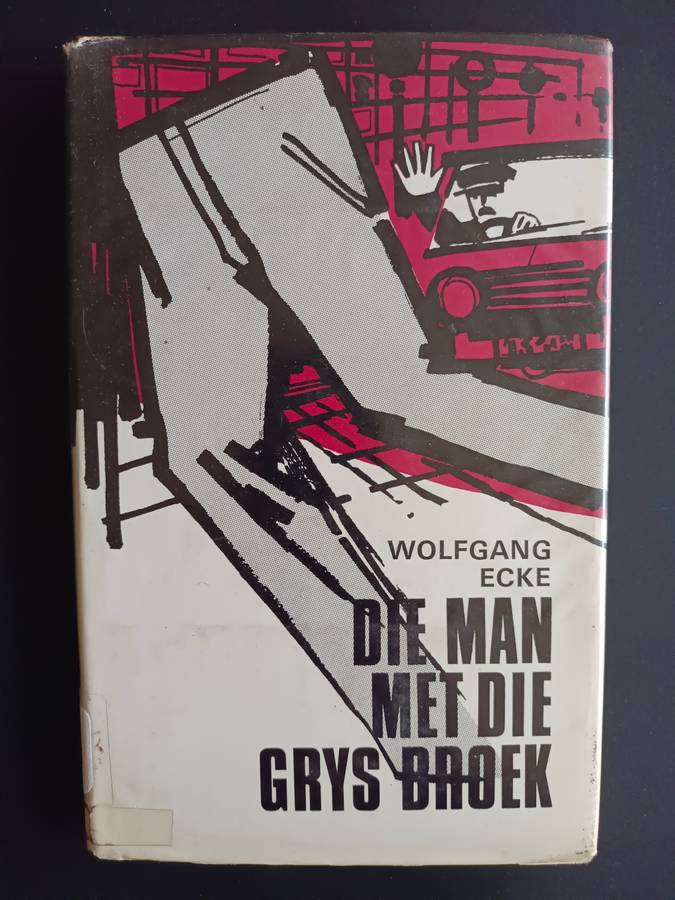 WOLFGANG
ECKE
DIE MAN
MET DIE
GRYS BROEK